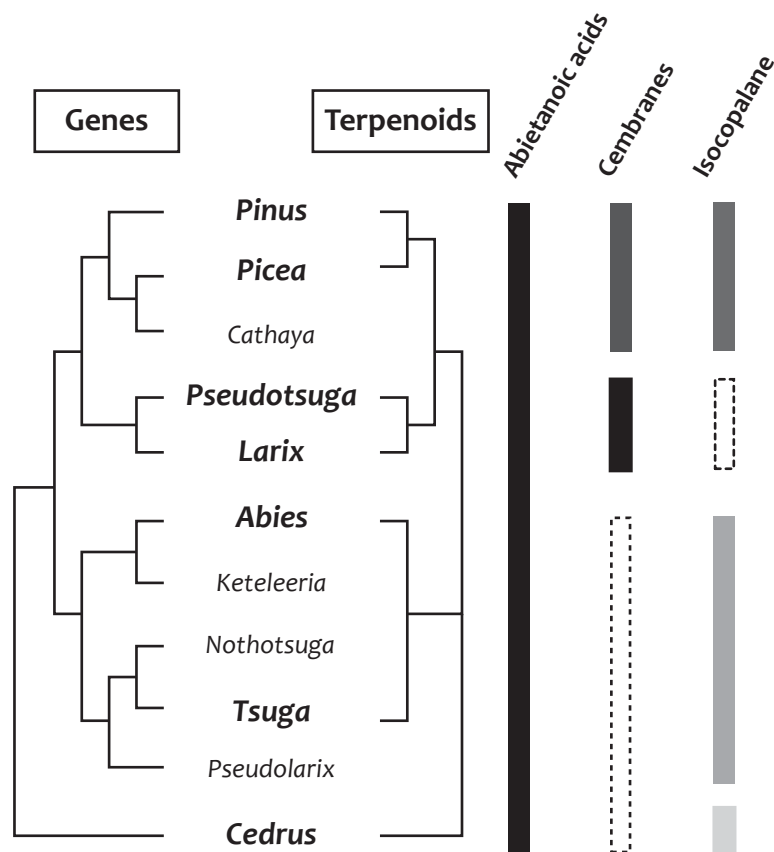 Genes
Terpenoids
Abietanoic acids
Cembranes
Isocopalane
Pinus
Picea
Cathaya
Pseudotsuga
Larix
Abies
Keteleeria
Nothotsuga
Tsuga
Pseudolarix
Cedrus